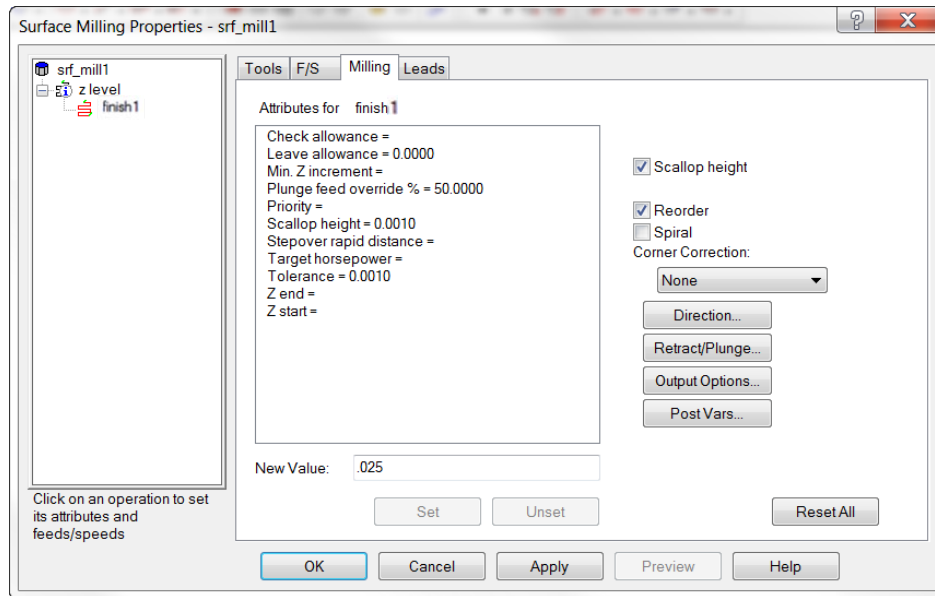 Surface Milling Properties - srf_mill1
srf_mill1
z level
finish1
Click on an operation to set
its attributes and
feeds/speeds
Tools F/S Milling Leads
Attributes for finish1
Check allowance =
Leave allowance = 0.0000
Min. Z increment =
Plunge feed override % = 50.0000
Priority =
Scallop height = 0.0010
Stepover rapid distance =
Target horsepower =
Tolerance = 0.0010
Z end =
Z start =
Scallop height
Reorder
Spiral
Corner Correction:
None
Direction...
Retract/Plunge...
Output Options...
Post Vars...
New Value: .025
Set Unset Reset All
OK Cancel Apply Preview Help